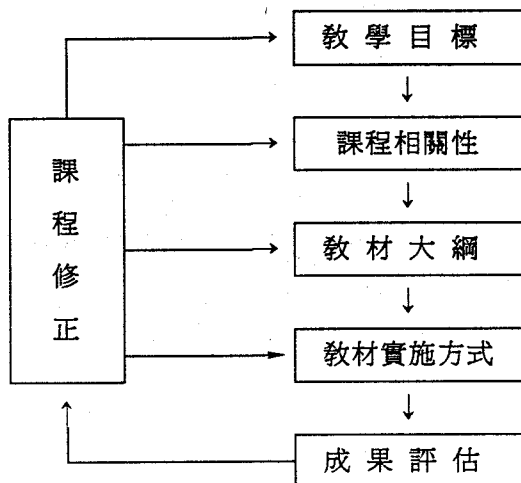 教學目標
課程相關性
課程修正
教材大綱
教材實施方式
成果評估